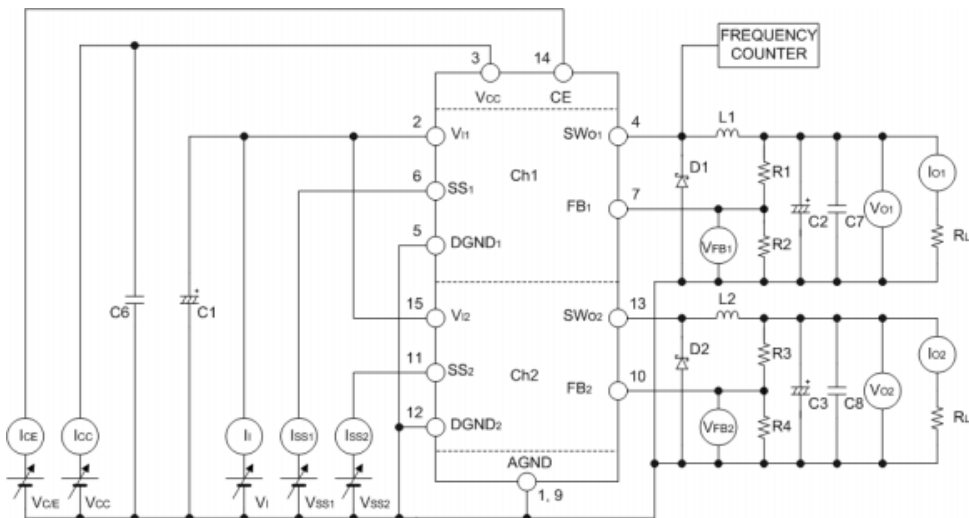 FREQUENCY
COUNTER
3
14
VCC
CE
2
VI1
SWO1
4
L1
6
SS1
Ch1
D1
R1
IO1
FB1
7
5
DGND1
VFB1
R2
C2
C7
VO1
RL
C6
C1
15
VI2
SWO2
13
L2
11
SS2
Ch2
D2
R3
IO2
FB2
10
12
DGND2
VFB2
R4
C3
C8
VO2
RL
ICE
ICC
II
ISS1
ISS2
AGND
VC/E
VCC
VI
VSS1
VSS2
1, 9